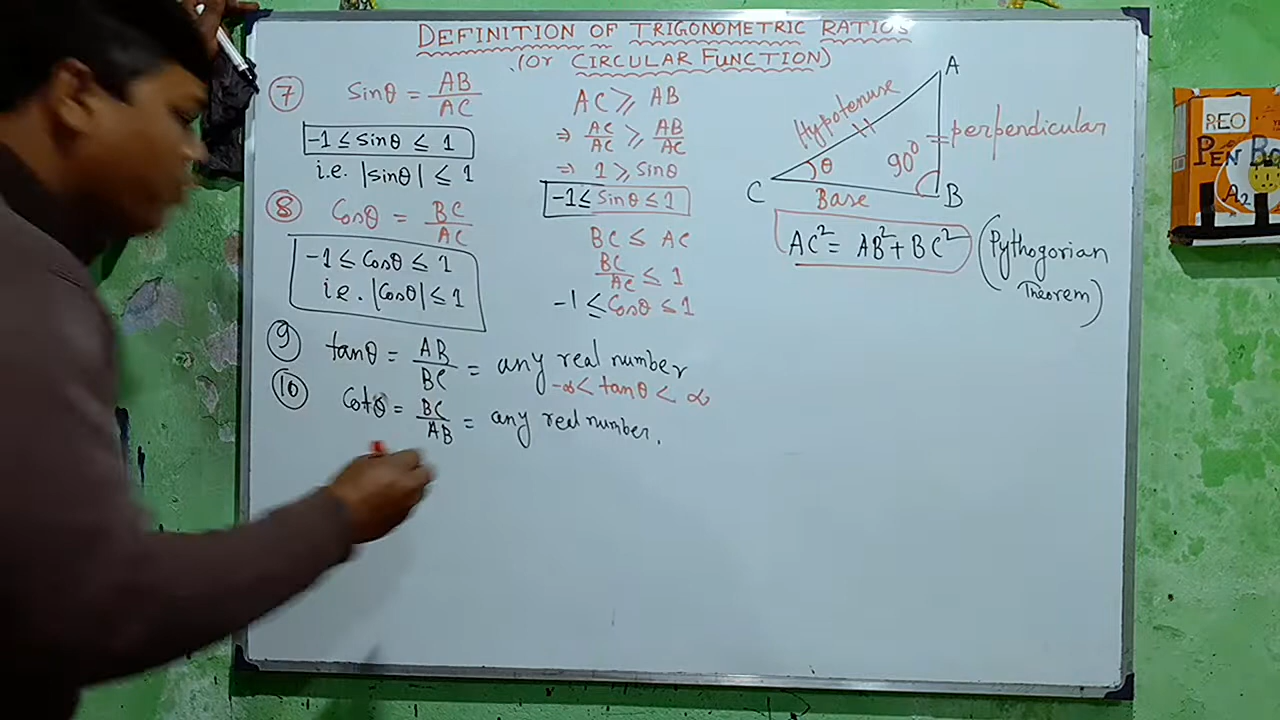 DEFINITION OF TRIGONOMETRIC RATIOS
(Or CIRCULAR FUNCTION)
⑦ Sinθ = AB/AC
-1 ≤ Sinθ ≤ 1
i.e. |Sinθ| ≤ 1
⑧ Cosθ = BC/AC
-1 ≤ Cosθ ≤ 1
i.e. |Cosθ| ≤ 1
⑨ tanθ = AB/BC = any real number
-∞ < tanθ < ∞
⑩ Cotθ = BC/AB = any real number.
AC ≥ AB
⇒ AC/AC ≥ AB/AC
⇒ 1 ≥ Sinθ
-1 ≤ Sinθ ≤ 1
BC ≤ AC
BC/AC ≤ 1
-1 ≤ Cosθ ≤ 1
A
Hypotenuse
perpendicular
θ
90°
C
Base
B
AC² = AB² + BC² (Pythogorian
Theorem)
REO
PEN
A2